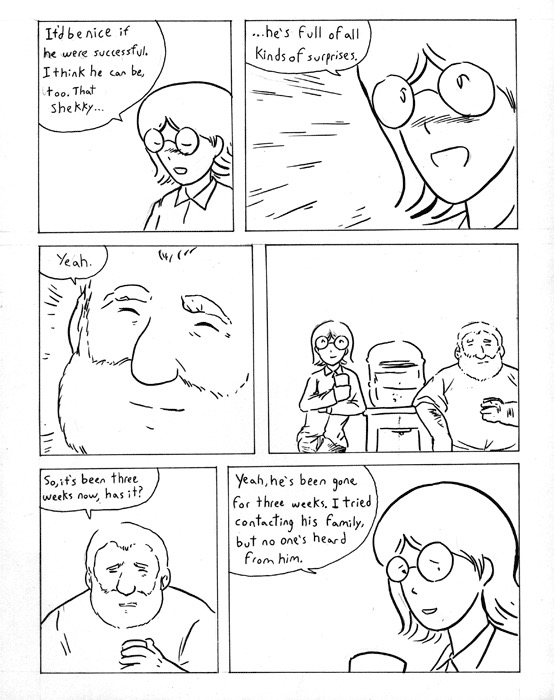 It'd be nice if
he were successful.
I think he can be,
too. That
Shekky...
...he's full of all
kinds of surprises.
Yeah.
So, it's been three
weeks now, has it?
Yeah, he's been gone
for three weeks. I tried
contacting his family,
but no one's heard
from him.